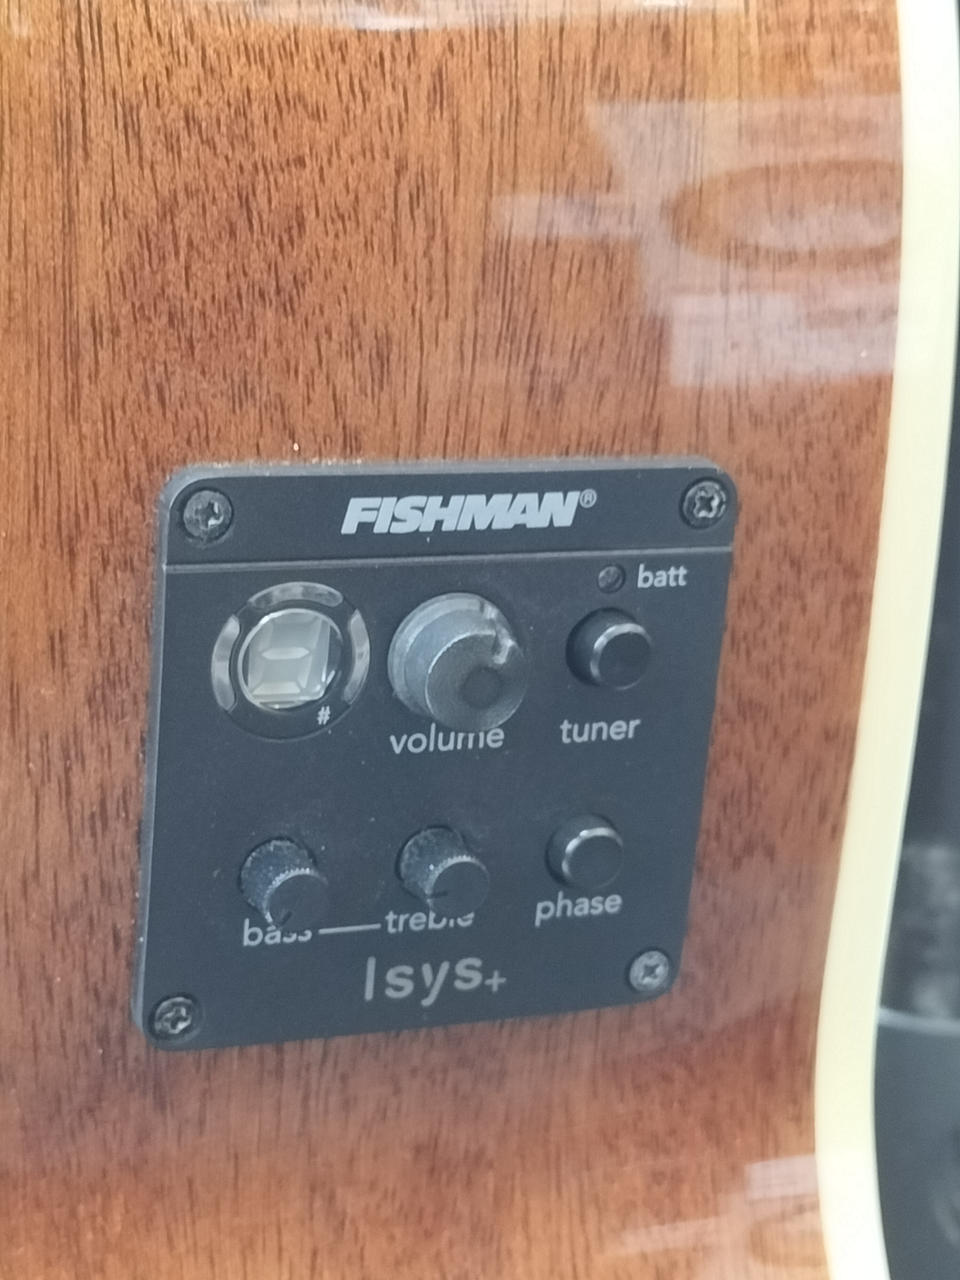 FISHMAN®
batt
#
volume
tuner
bass
treble
phase
Isys+